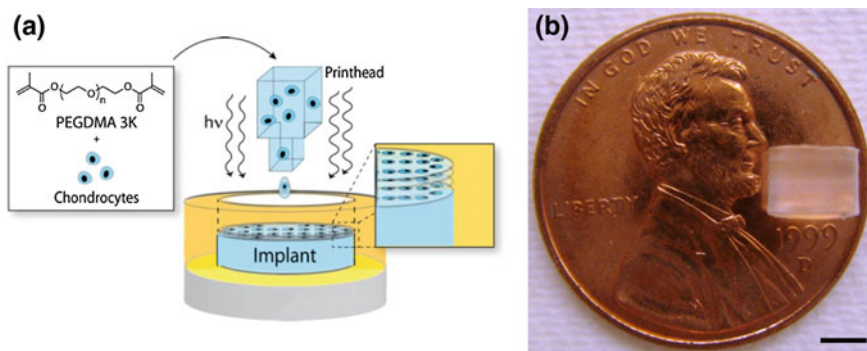 (a)
Printhead
O
O
n
O
O
O
PEGDMA 3K
+
Chondrocytes
hν
Implant
(b)
IN GOD WE TRUST
LIBERTY
1999
D